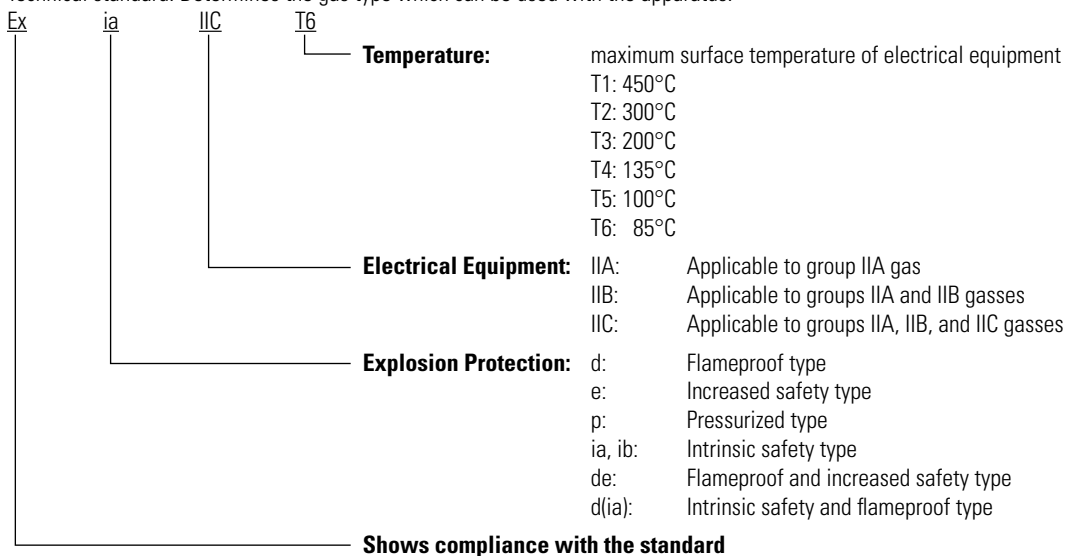 Technical standard. Determines the gas type which can be used with the apparatus.
Ex ia IIC T6
Temperature: maximum surface temperature of electrical equipment
T1: 450°C
T2: 300°C
T3: 200°C
T4: 135°C
T5: 100°C
T6: 85°C
Electrical Equipment: IIA: Applicable to group IIA gas
IIB: Applicable to groups IIA and IIB gasses
IIC: Applicable to groups IIA, IIB, and IIC gasses
Explosion Protection: d: Flameproof type
e: Increased safety type
p: Pressurized type
ia, ib: Intrinsic safety type
de: Flameproof and increased safety type
d(ia): Intrinsic safety and flameproof type
Shows compliance with the standard